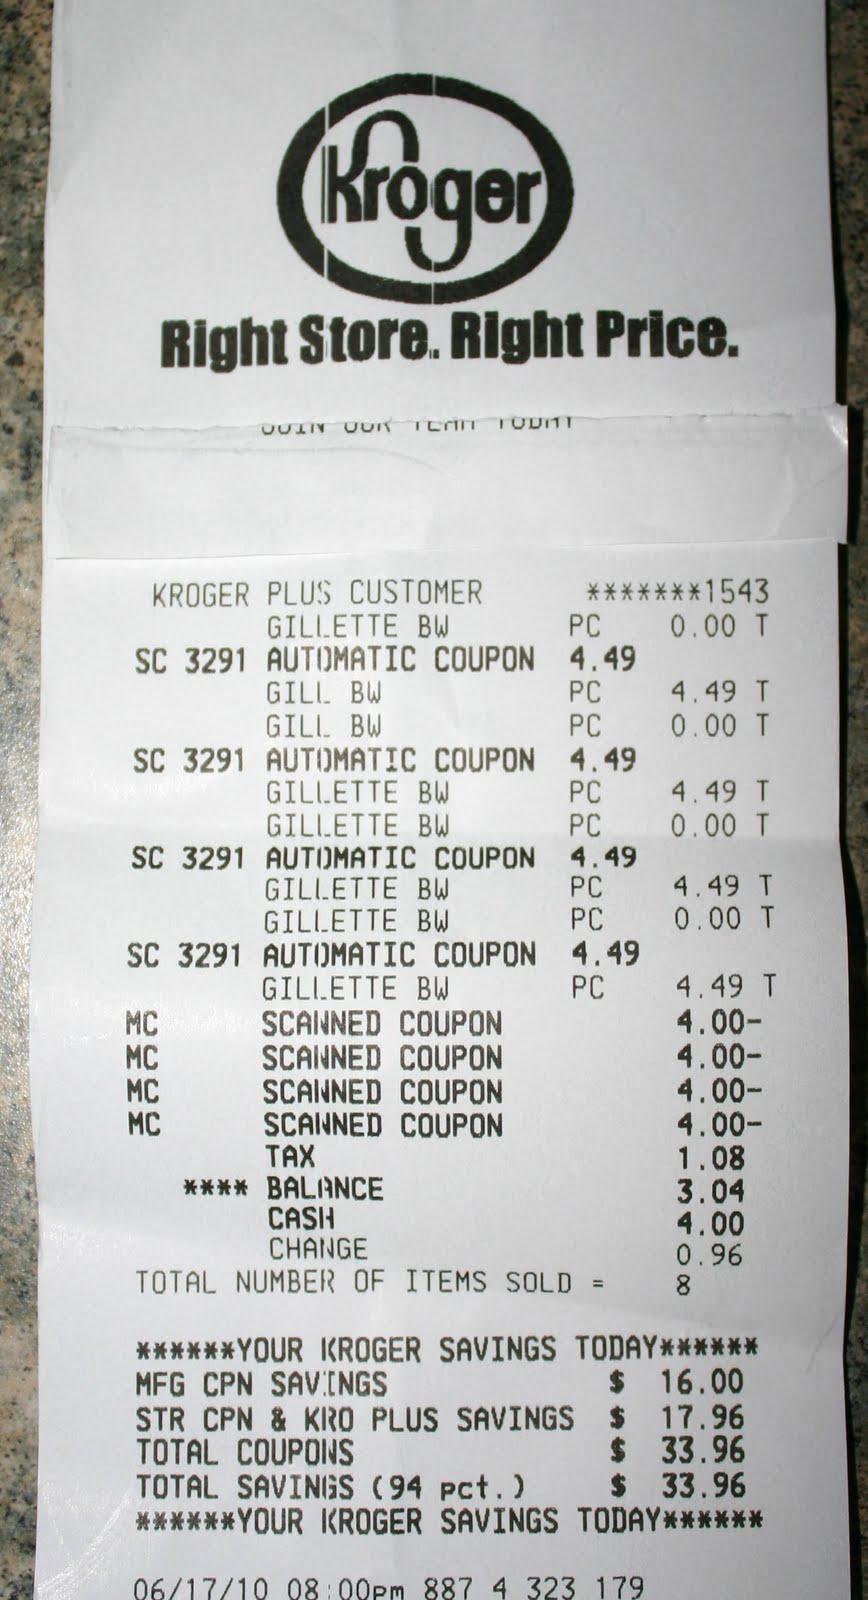 Kroger
Right Store. Right Price.
JOIN OUR TEAM TODAY
KROGER PLUS CUSTOMER *******1543
GILLETTE BW PC 0.00 T
SC 3291 AUTOMATIC COUPON 4.49
GILL BW PC 4.49 T
GILL BW PC 0.00 T
SC 3291 AUTOMATIC COUPON 4.49
GILLETTE BW PC 4.49 T
GILLETTE BW PC 0.00 T
SC 3291 AUTOMATIC COUPON 4.49
GILLETTE BW PC 4.49 T
GILLETTE BW PC 0.00 T
SC 3291 AUTOMATIC COUPON 4.49
GILLETTE BW PC 4.49 T
MC SCANNED COUPON 4.00-
MC SCANNED COUPON 4.00-
MC SCANNED COUPON 4.00-
MC SCANNED COUPON 4.00-
TAX 1.08
**** BALANCE 3.04
CASH 4.00
CHANGE 0.96
TOTAL NUMBER OF ITEMS SOLD = 8
******YOUR KROGER SAVINGS TODAY******
MFG CPN SAVINGS $ 16.00
STR CPN & KRO PLUS SAVINGS $ 17.96
TOTAL COUPONS $ 33.96
TOTAL SAVINGS (94 pct.) $ 33.96
******YOUR KROGER SAVINGS TODAY******
06/17/10 08:00pm 887 4 323 179